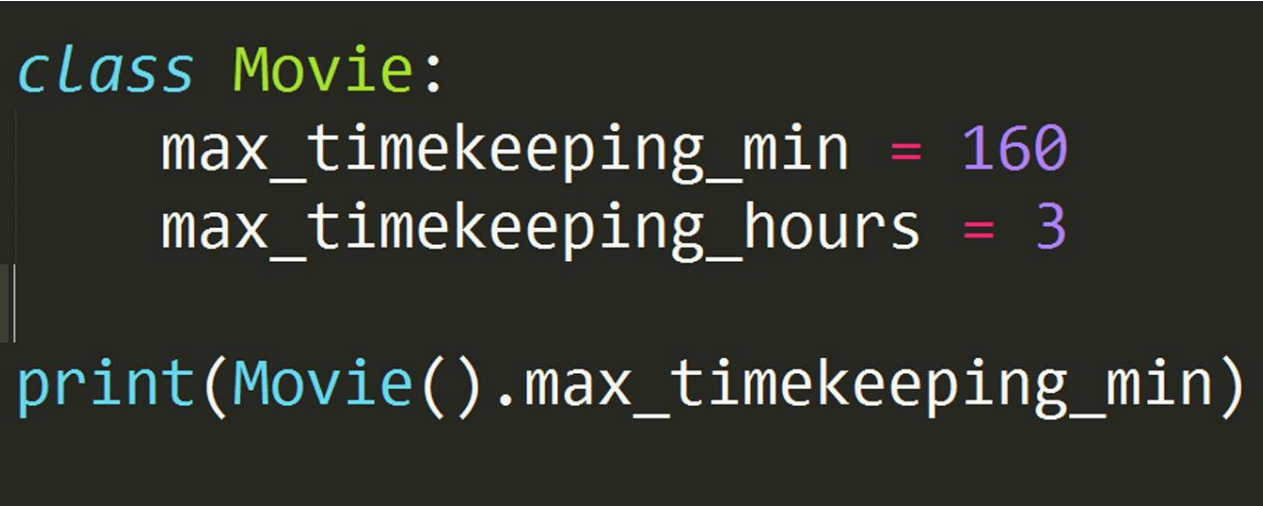 class Movie:
    max_timekeeping_min = 160
    max_timekeeping_hours = 3
print(Movie().max_timekeeping_min)